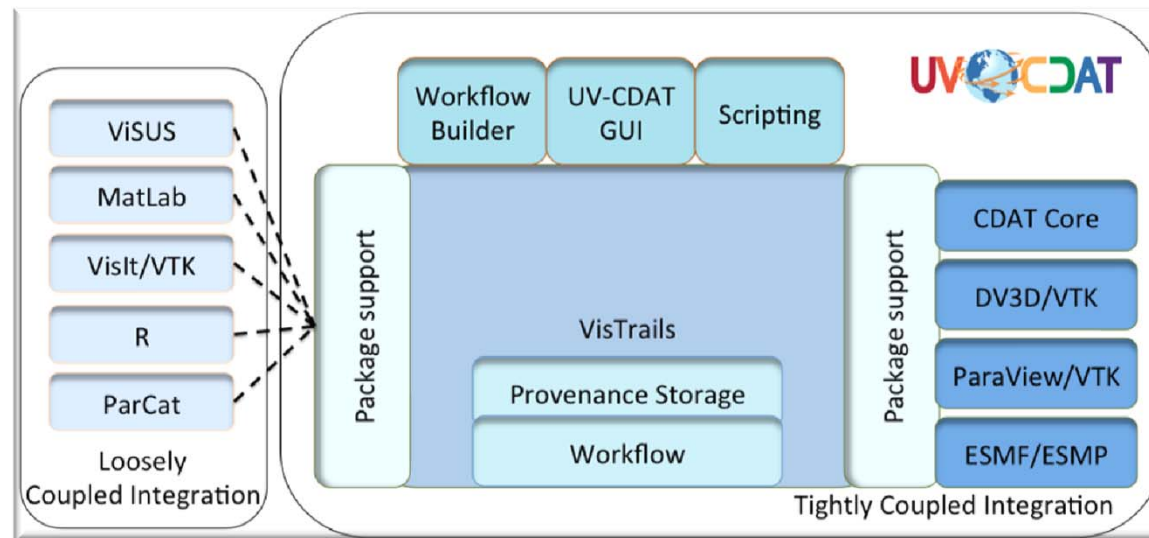 UV CDAT
Workflow
Builder
UV-CDAT
GUI
Scripting
ViSUS
MatLab
VisIt/VTK
R
ParCat
Loosely
Coupled Integration
Package support
VisTrails
Provenance Storage
Workflow
Package support
CDAT Core
DV3D/VTK
ParaView/VTK
ESMF/ESMP
Tightly Coupled Integration